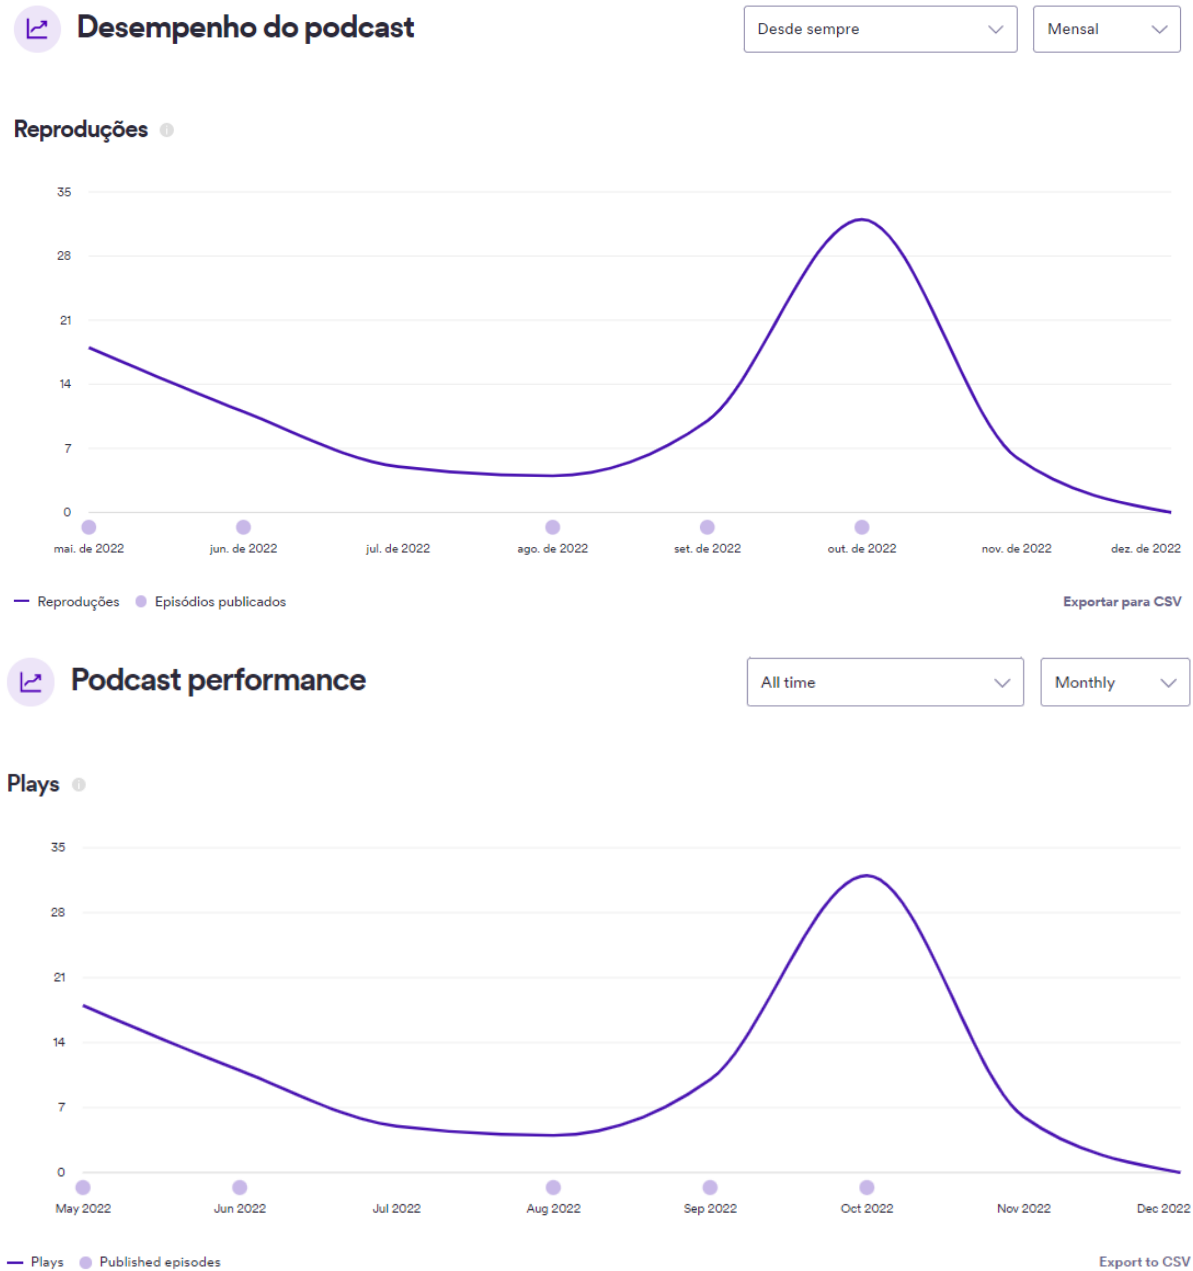 Desempenho do podcast
Desde sempre
Mensal
Reproduções
35
28
21
14
7
0
mai. de 2022 jun. de 2022 jul. de 2022 ago. de 2022 set. de 2022 out. de 2022 nov. de 2022 dez. de 2022
Reproduções Episódios publicados Exportar para CSV
Podcast performance
All time
Monthly
Plays
35
28
21
14
7
0
May 2022 Jun 2022 Jul 2022 Aug 2022 Sep 2022 Oct 2022 Nov 2022 Dec 2022
Plays Published episodes Export to CSV